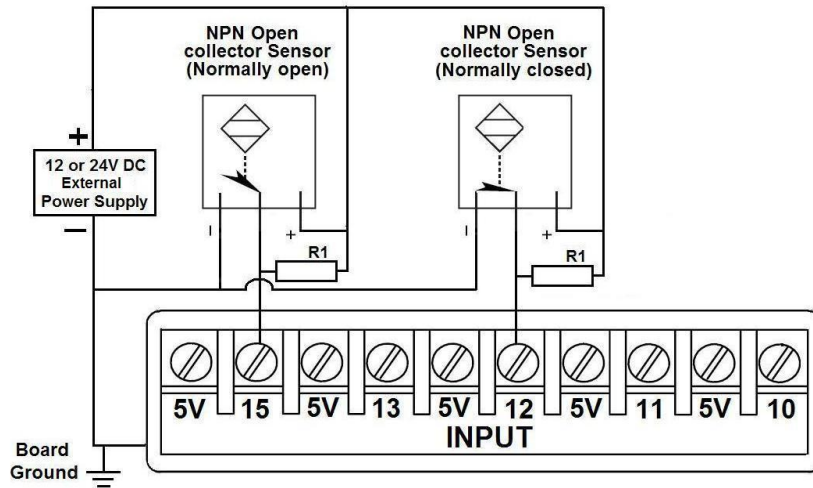 NPN Open
collector Sensor
(Normally open)
NPN Open
collector Sensor
(Normally closed)
+
12 or 24V DC
External
Power Supply
−
− +
R1
− +
R1
5V 15 5V 13 5V 12 5V 11 5V 10
INPUT
Board
Ground